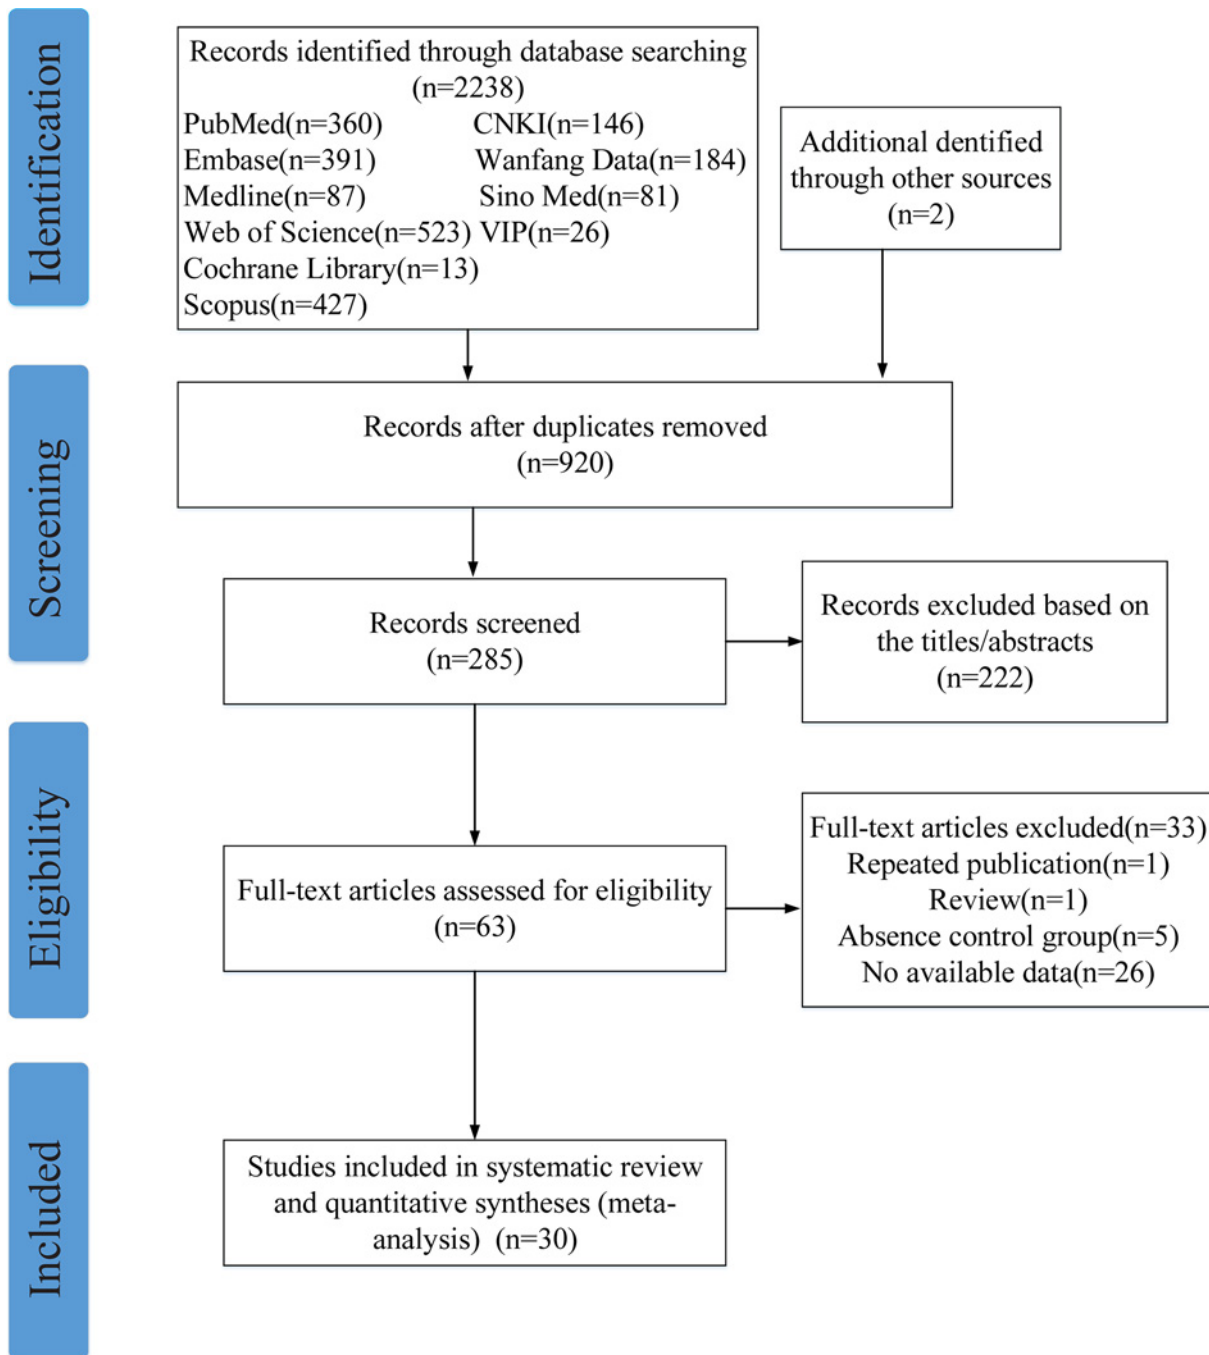 Identification
Records identified through database searching
(n=2238)
PubMed(n=360) CNKI(n=146)
Embase(n=391) Wanfang Data(n=184)
Medline(n=87) Sino Med(n=81)
Web of Science(n=523) VIP(n=26)
Cochrane Library(n=13)
Scopus(n=427)
Additional dentified
through other sources
(n=2)
Screening
Records after duplicates removed
(n=920)
Records screened
(n=285)
Records excluded based on
the titles/abstracts
(n=222)
Eligibility
Full-text articles assessed for eligibility
(n=63)
Full-text articles excluded(n=33)
Repeated publication(n=1)
Review(n=1)
Absence control group(n=5)
No available data(n=26)
Included
Studies included in systematic review
and quantitative syntheses (meta-
analysis) (n=30)